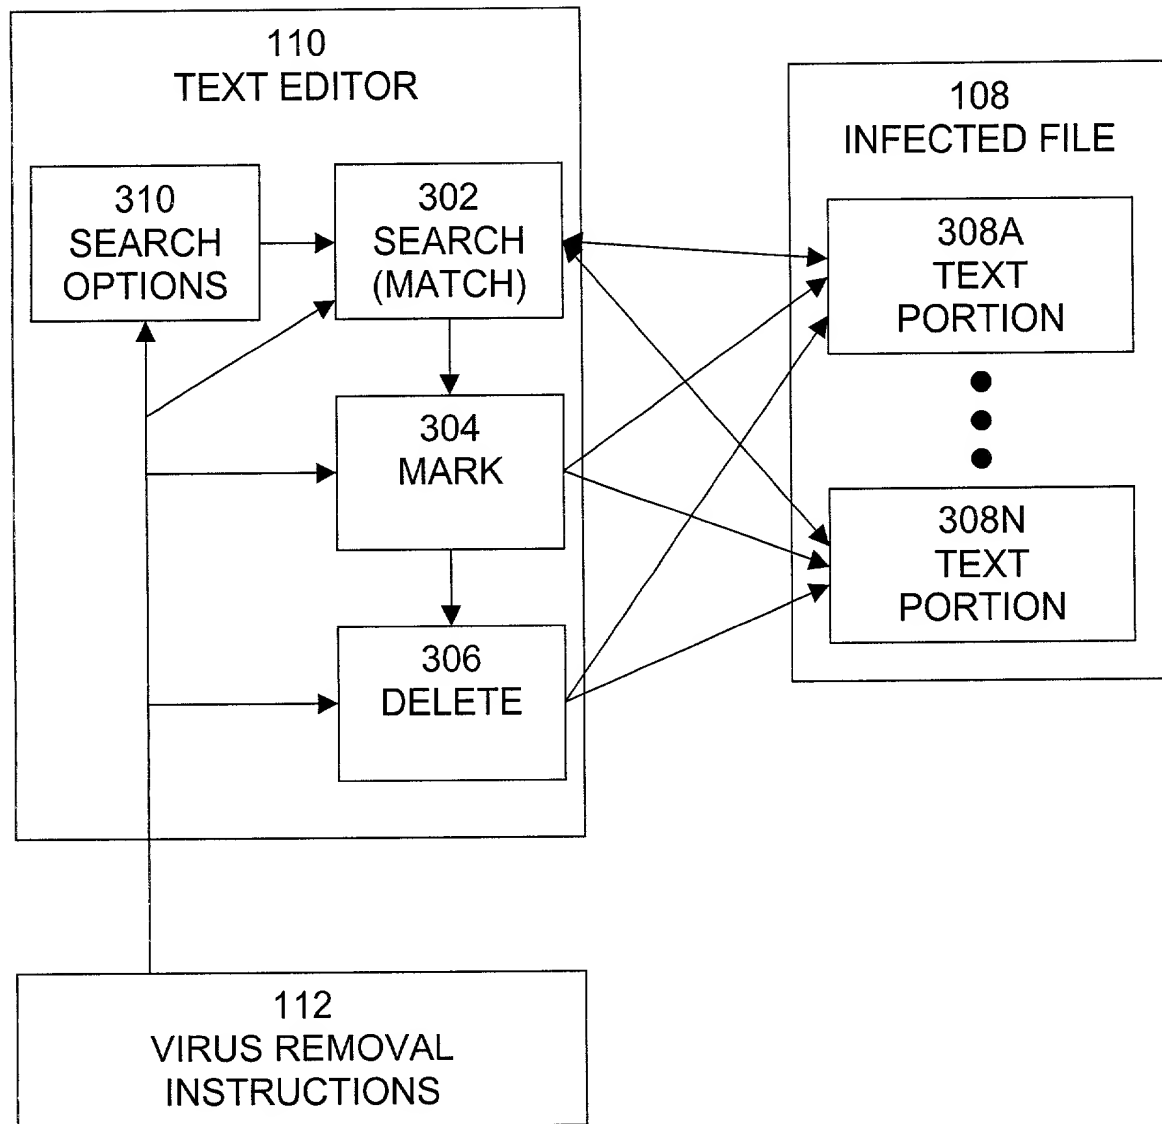 110
TEXT EDITOR
310
SEARCH
OPTIONS
302
SEARCH
(MATCH)
304
MARK
306
DELETE
108
INFECTED FILE
308A
TEXT
PORTION
308N
TEXT
PORTION
112
VIRUS REMOVAL
INSTRUCTIONS